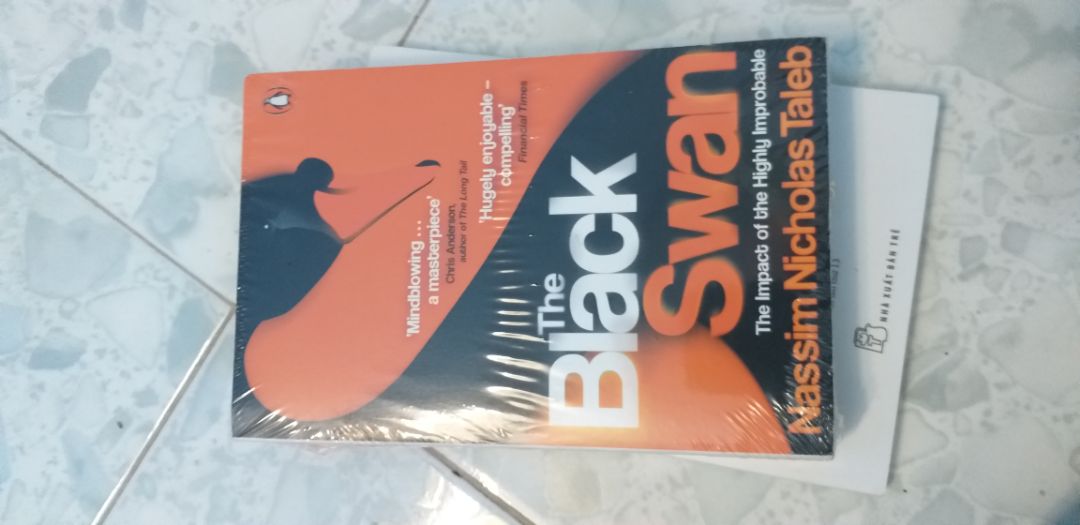 'Mindblowing ...
a masterpiece'
Chris Anderson,
author of The Long Tail
'Hugely enjoyable –
compelling'
Financial Times
The
Black
Swan
The Impact of the Highly Improbable
Nassim Nicholas Taleb
NHÀ XUẤT BẢN TRẺ